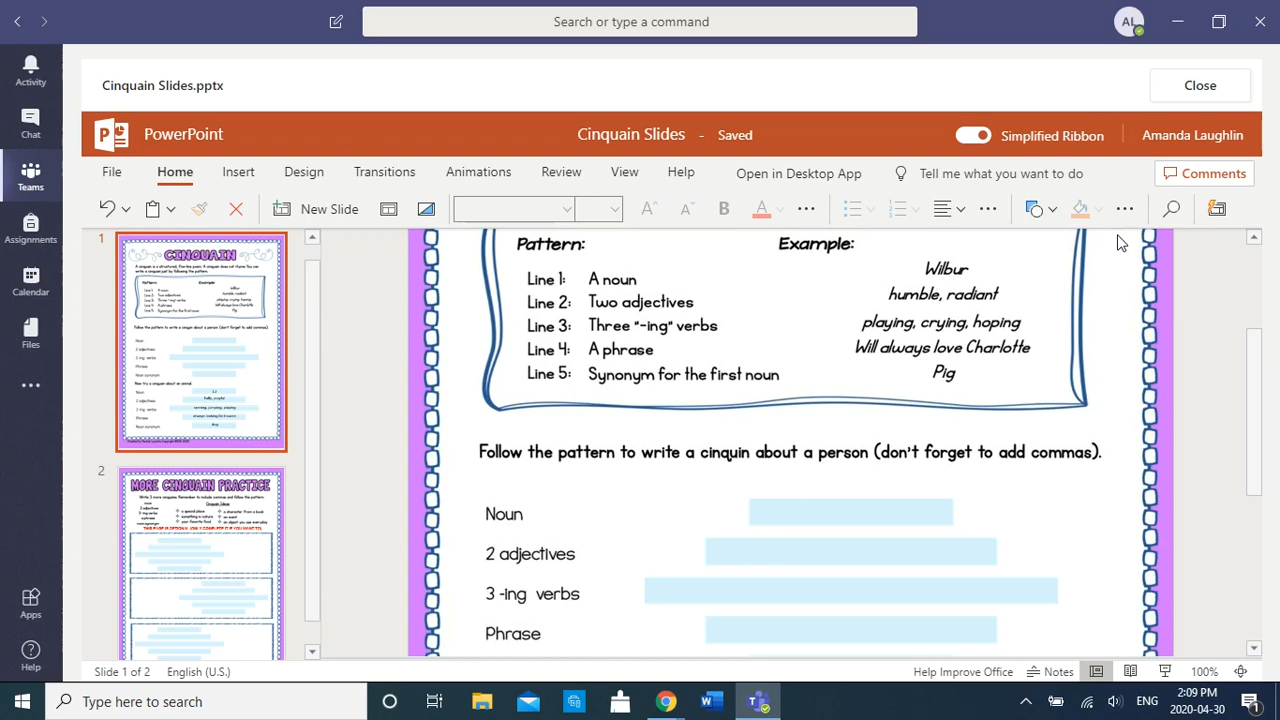 Search or type a command
AL
Activity
Chat
Teams
Assignments
Calendar
Files
Apps
Help
Cinquain Slides.pptx
Close
PowerPoint
Cinquain Slides - Saved
Simplified Ribbon
Amanda Laughlin
File Home Insert Design Transitions Animations Review View Help Open in Desktop App Tell me what you want to do Comments
New Slide
1
CINQUAIN
2
MORE CINQUAIN PRACTICE
Pattern: Example:
Line 1: A noun
Line 2: Two adjectives
Line 3: Three "-ing" verbs
Line 4: A phrase
Line 5: Synonym for the first noun
Wilbur
humble, radiant
playing, crying, hoping
Will always love Charlotte
Pig
Follow the pattern to write a cinquin about a person (don't forget to add commas).
Noun
2 adjectives
3 -ing verbs
Phrase
Slide 1 of 2 English (U.S.)
Help Improve Office Notes 100%
Type here to search
ENG
2:09 PM
2020-04-30